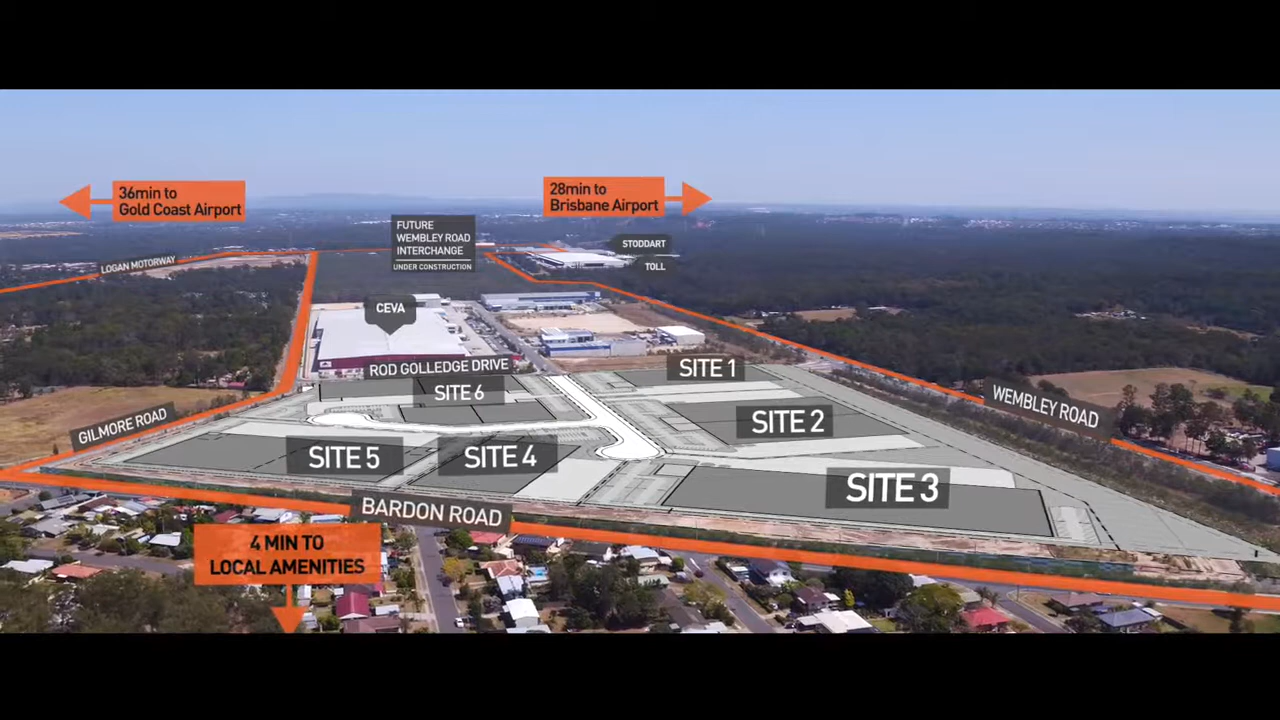 36min to
Gold Coast Airport
28min to
Brisbane Airport
FUTURE
WEMBLEY ROAD
INTERCHANGE
UNDER CONSTRUCTION
STODDART
TOLL
LOGAN MOTORWAY
CEVA
ROD GOLLEDGE DRIVE
SITE 1
SITE 6
WEMBLEY ROAD
SITE 2
GILMORE ROAD
SITE 5
SITE 4
SITE 3
BARDON ROAD
4 MIN TO
LOCAL AMENITIES